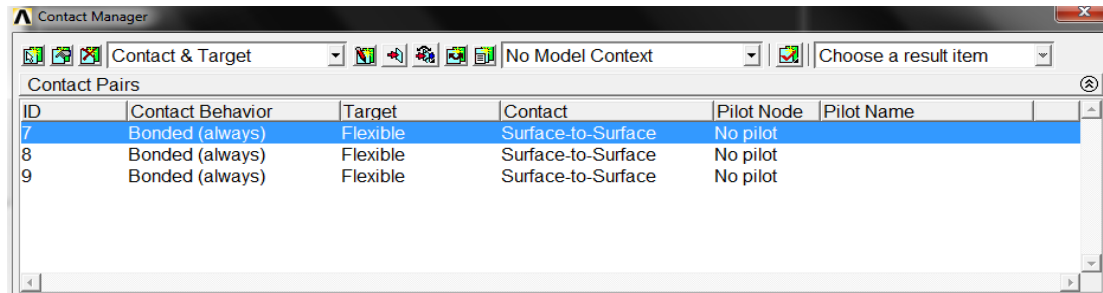 Contact Manager
Contact & Target No Model Context Choose a result item
Contact Pairs
ID Contact Behavior Target Contact Pilot Node Pilot Name
7 Bonded (always) Flexible Surface-to-Surface No pilot
8 Bonded (always) Flexible Surface-to-Surface No pilot
9 Bonded (always) Flexible Surface-to-Surface No pilot